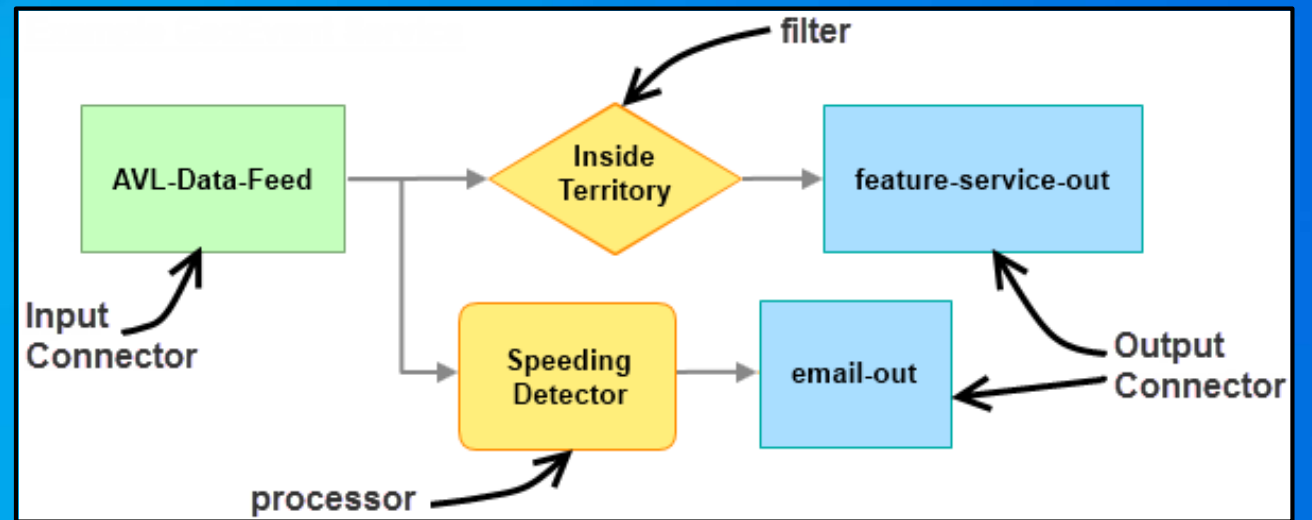 filter
AVL-Data-Feed
Inside
Territory
feature-service-out
Input
Connector
Speeding
Detector
email-out
Output
Connector
processor